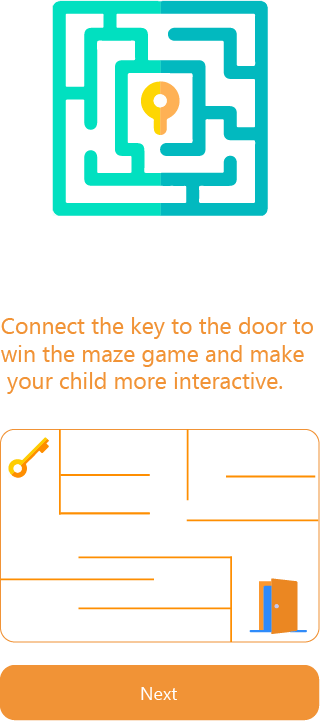 Connect the key to the door to
win the maze game and make
your child more interactive.
Next